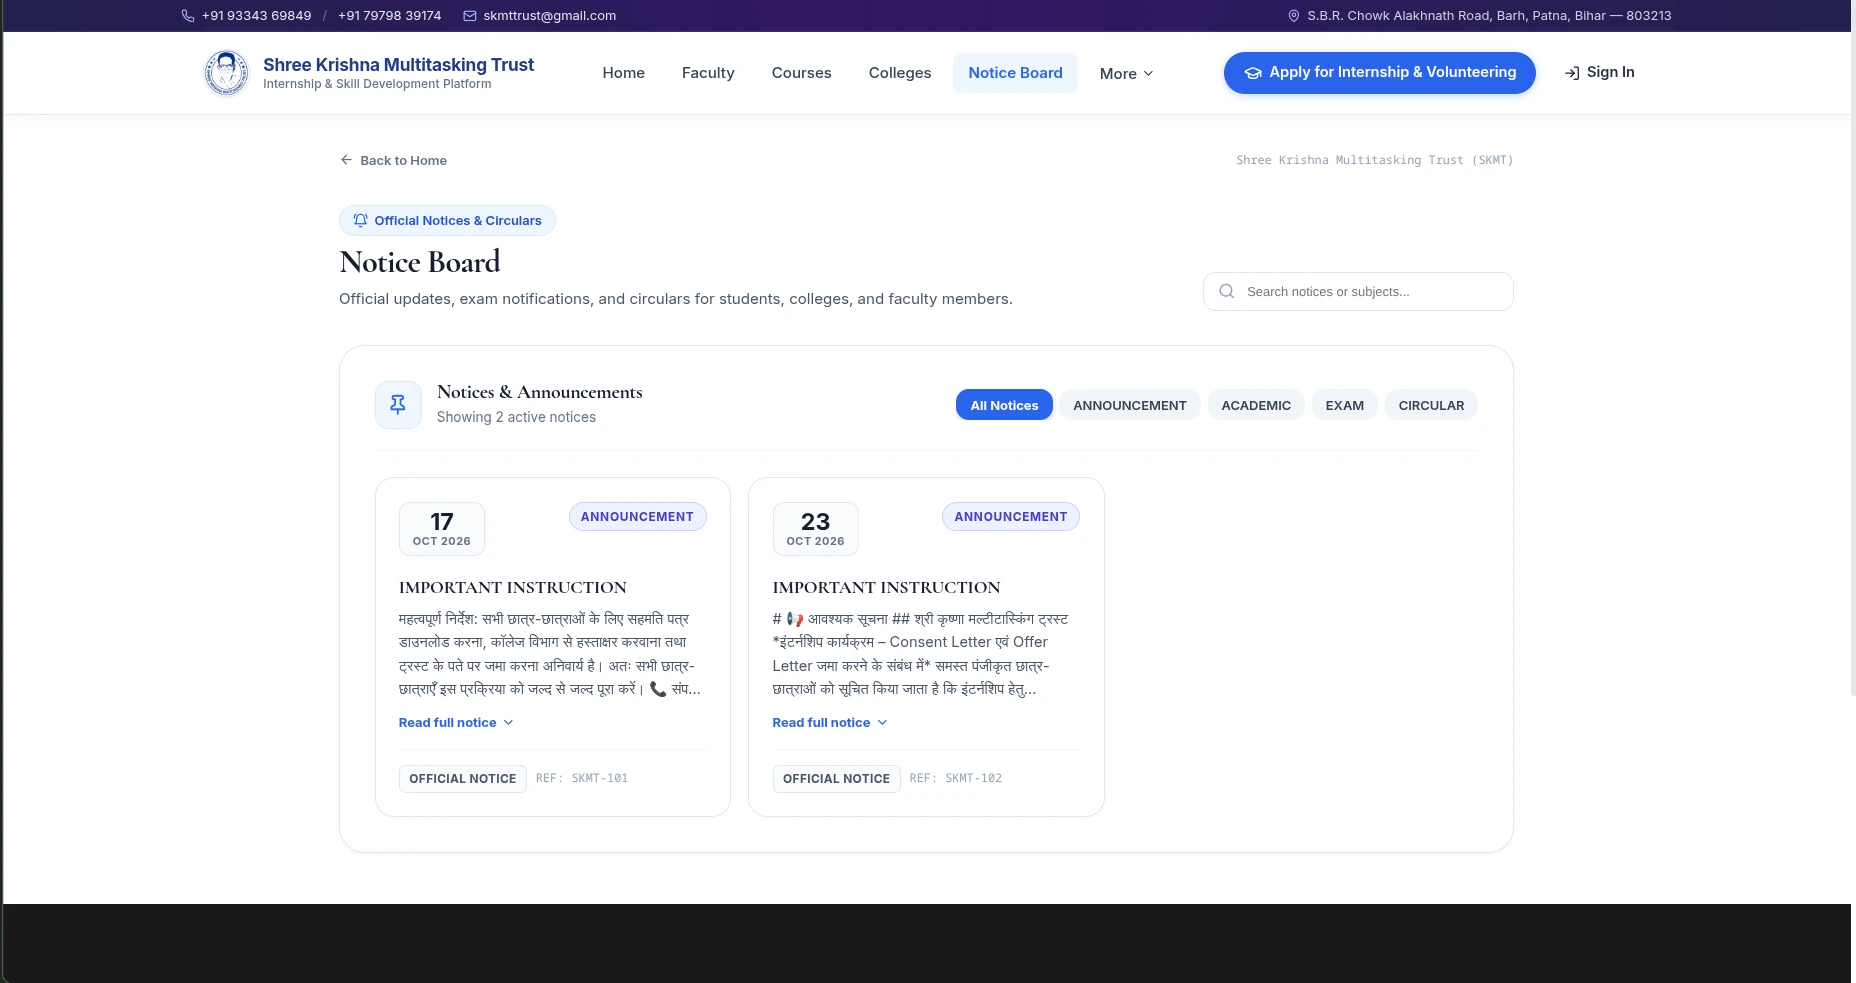 +91 93343 69849 / +91 79798 39174 skmttrust@gmail.com S.B.R. Chowk Alakhnath Road, Barh, Patna, Bihar — 803213
Shree Krishna Multitasking Trust
Internship & Skill Development Platform
Home Faculty Courses Colleges Notice Board More Apply for Internship & Volunteering Sign In
Back to Home Shree Krishna Multitasking Trust (SKMT)
Official Notices & Circulars
Notice Board
Official updates, exam notifications, and circulars for students, colleges, and faculty members.
Search notices or subjects...
Notices & Announcements
Showing 2 active notices
All Notices ANNOUNCEMENT ACADEMIC EXAM CIRCULAR
17
OCT 2026
ANNOUNCEMENT
IMPORTANT INSTRUCTION
महत्वपूर्ण निर्देश: सभी छात्र-छात्राओं के लिए सहमति पत्र
डाउनलोड करना, कॉलेज विभाग से हस्ताक्षर करवाना तथा
ट्रस्ट के पते पर जमा करना अनिवार्य है। अतः सभी छात्र-
छात्राएँ इस प्रक्रिया को जल्द से जल्द पूरा करें। 📞 संप...
Read full notice
OFFICIAL NOTICE REF: SKMT-101
23
OCT 2026
ANNOUNCEMENT
IMPORTANT INSTRUCTION
# 📢 आवश्यक सूचना ## श्री कृष्णा मल्टीटास्किंग ट्रस्ट
*इंटर्नशिप कार्यक्रम – Consent Letter एवं Offer
Letter जमा करने के संबंध में* समस्त पंजीकृत छात्र-
छात्राओं को सूचित किया जाता है कि इंटर्नशिप हेतु...
Read full notice
OFFICIAL NOTICE REF: SKMT-102